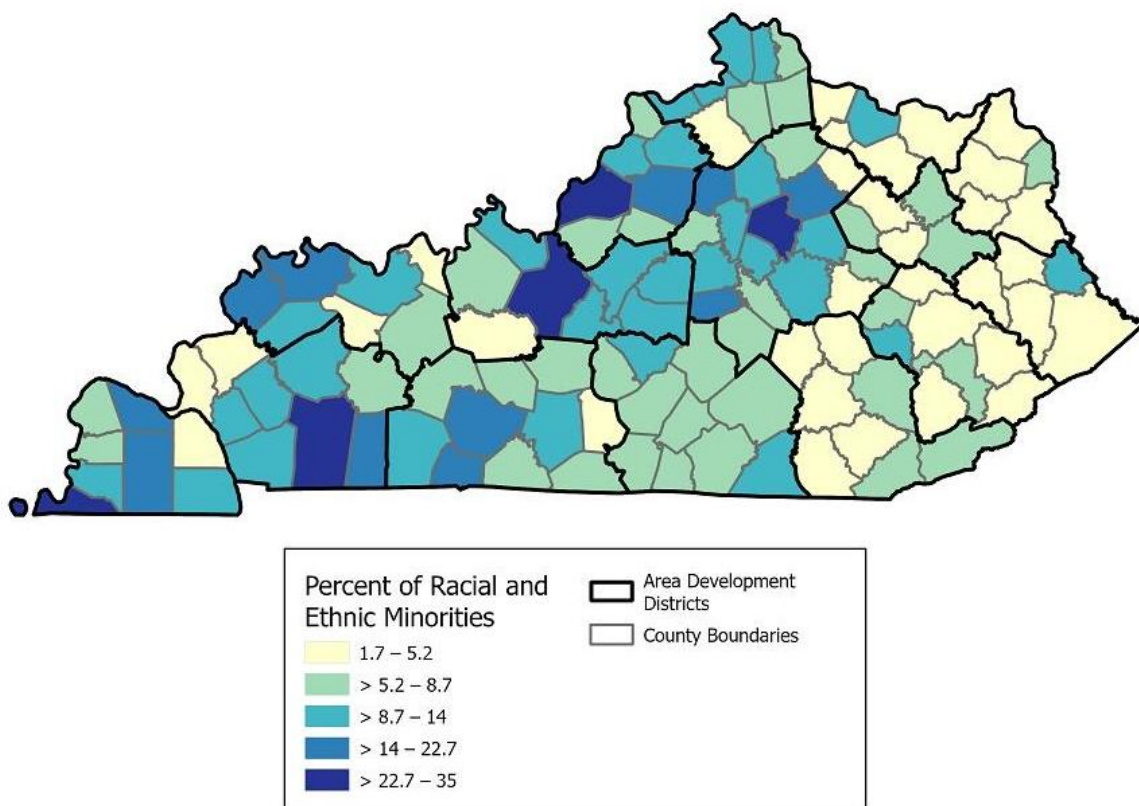 Percent of Racial and
Ethnic Minorities
1.7 – 5.2
> 5.2 – 8.7
> 8.7 – 14
> 14 – 22.7
> 22.7 – 35
Area Development
Districts
County Boundaries